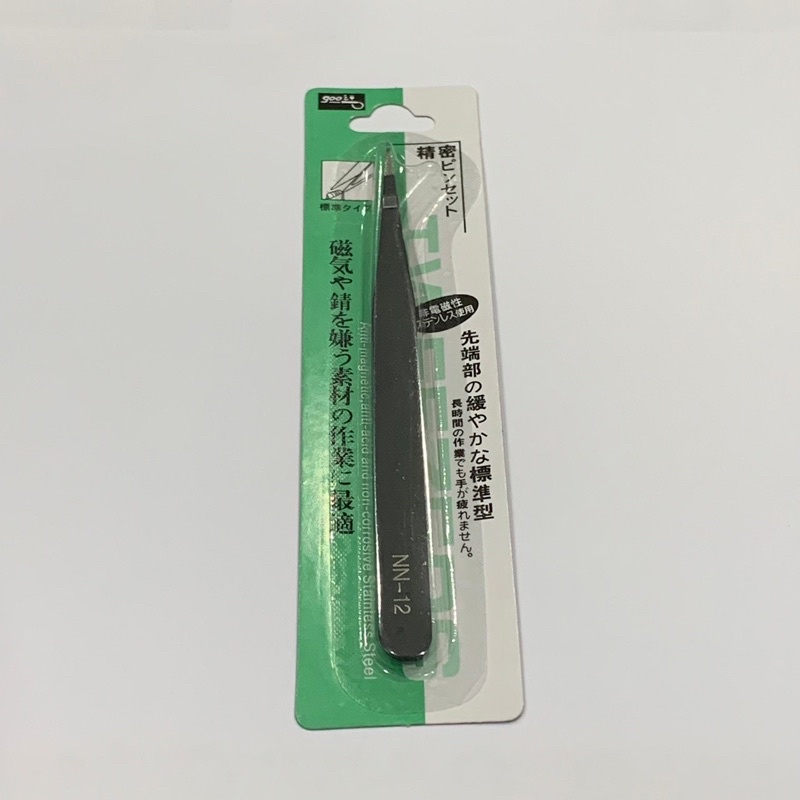 goot
精密ピンセット
標準タイプ
磁気や錆を嫌う素材の作業に最適
Anti-magnetic, anti-acid and non-corrosive Stainless Steel
非電磁性
ステンレス使用
先端部の緩やかな標準型
長時間の作業でも手が疲れません。
TWEEZERS
NN-12